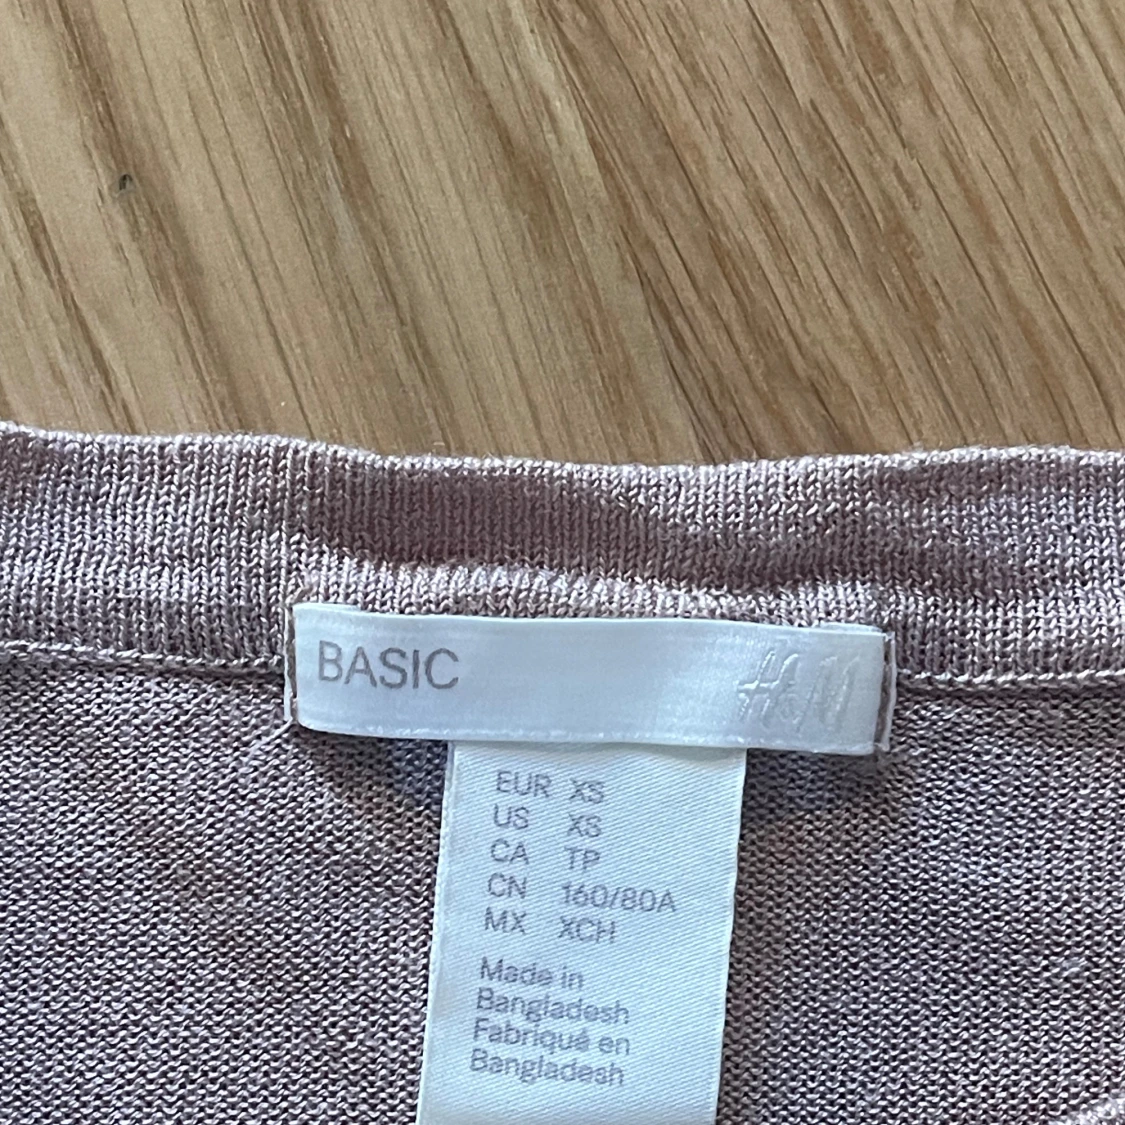 BASIC H&M
EUR XS
US XS
CA TP
CN 160/80A
MX XCH
Made in
Bangladesh
Fabriqué en
Bangladesh